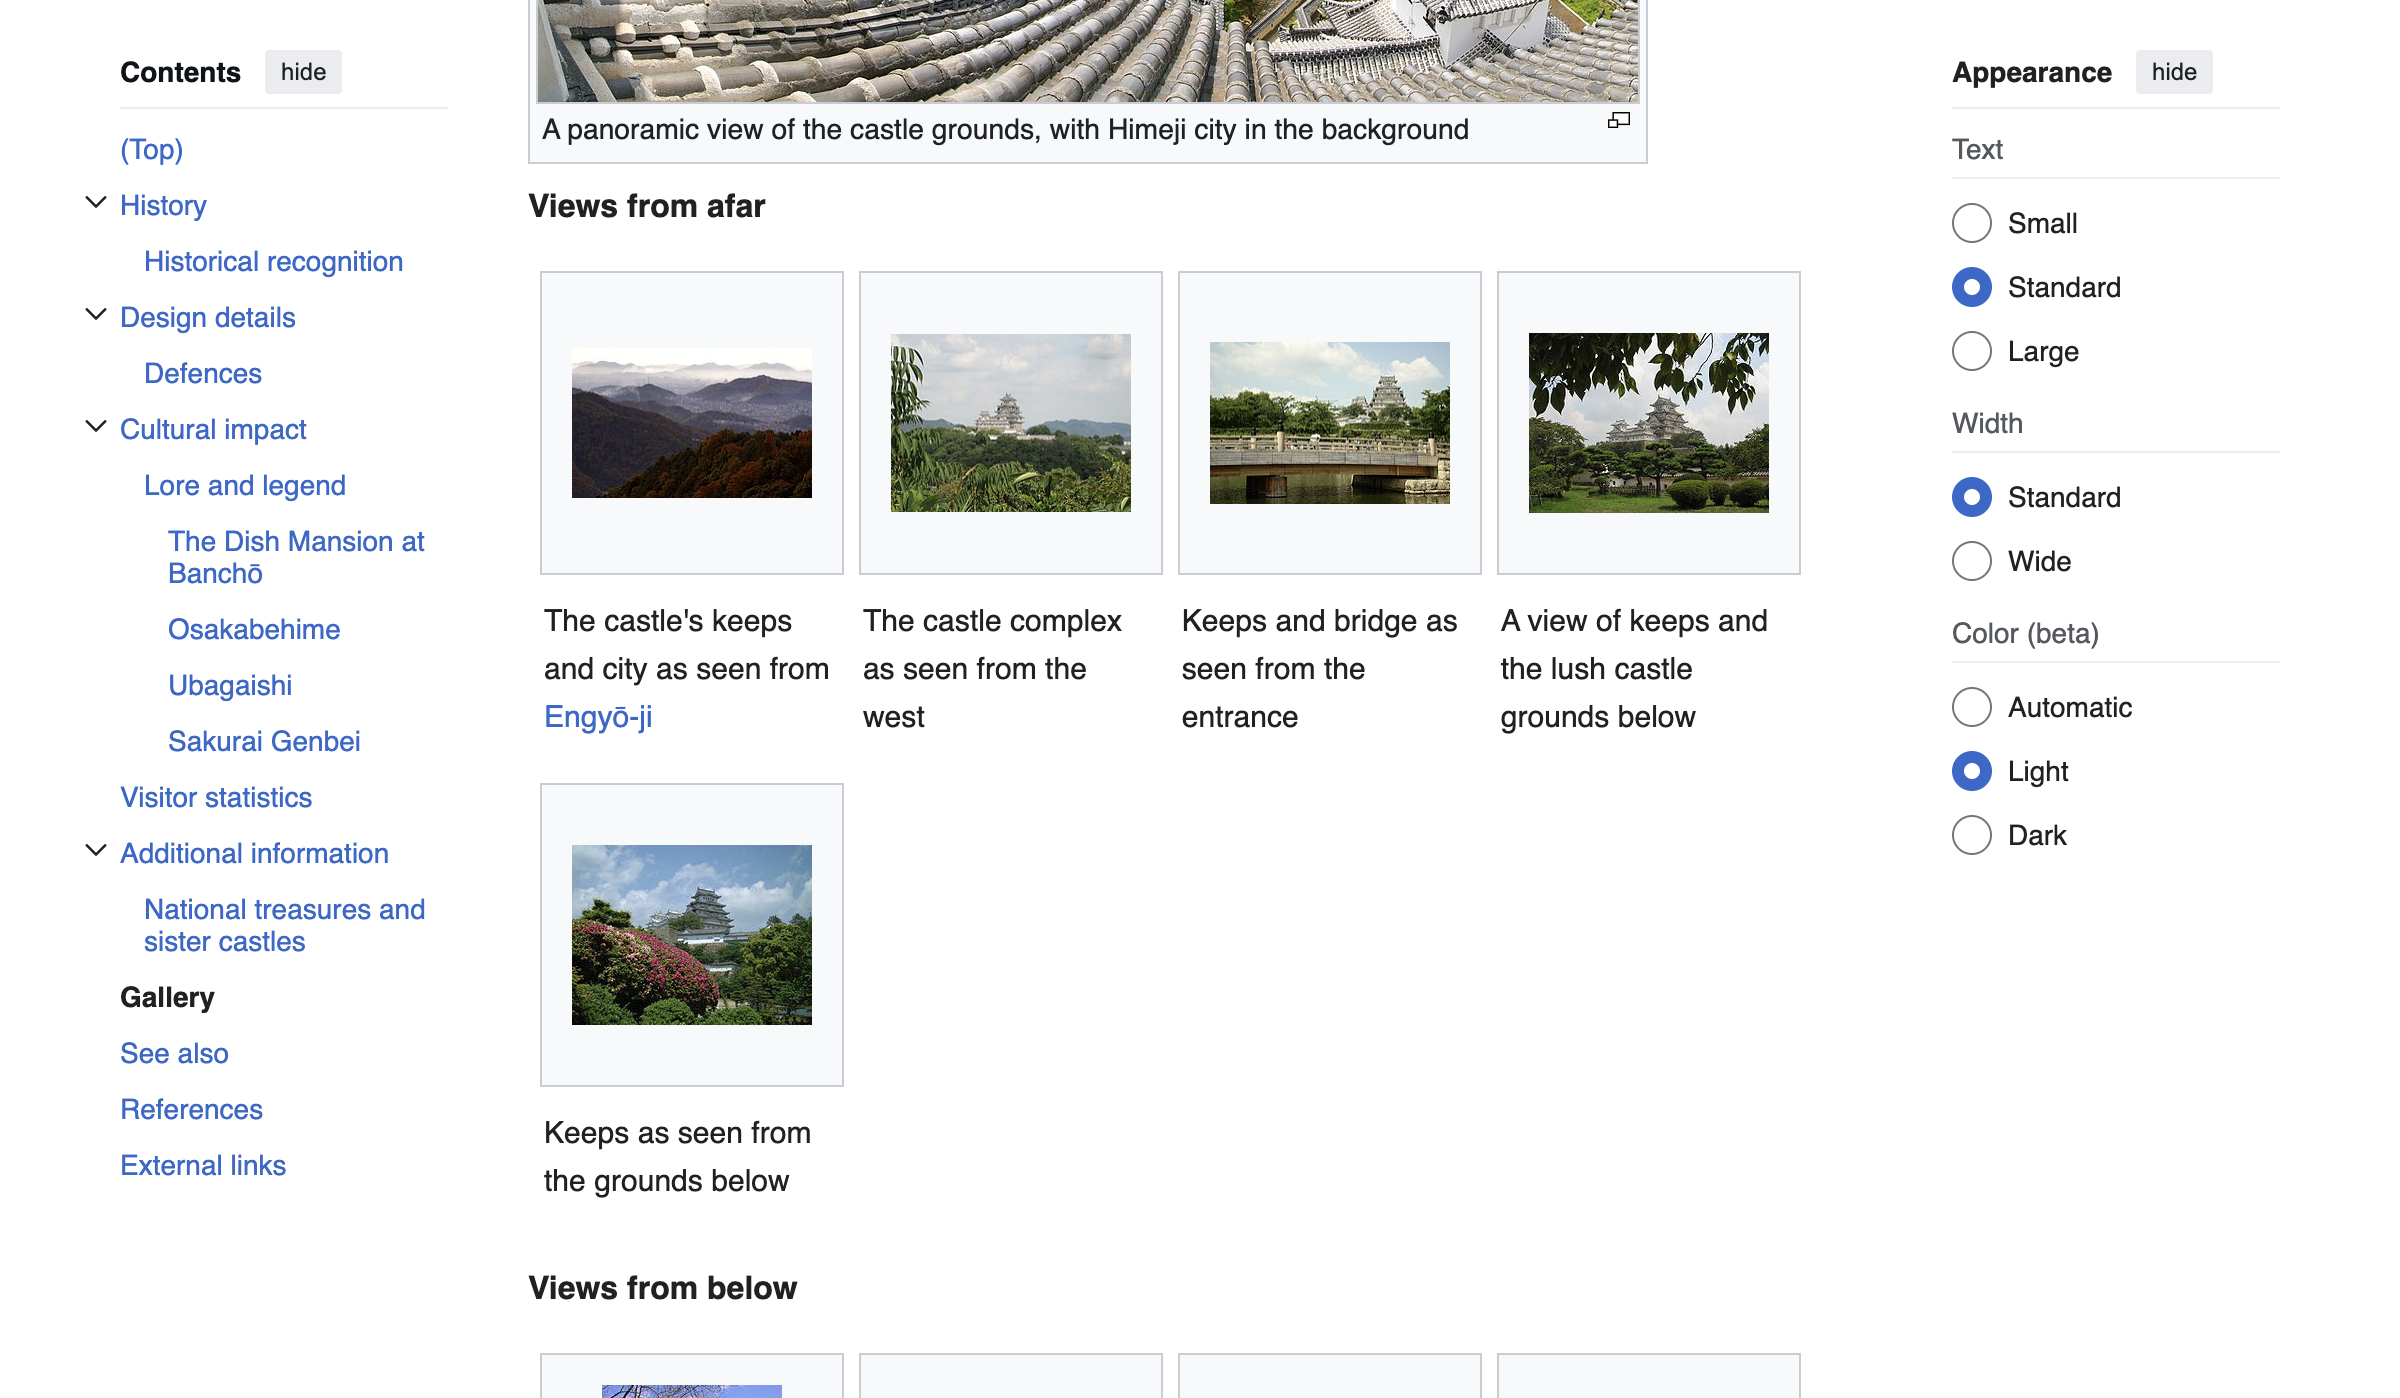 Contents hide
(Top)
History
Historical recognition
Design details
Defences
Cultural impact
Lore and legend
The Dish Mansion at
Banchō
Osakabehime
Ubagaishi
Sakurai Genbei
Visitor statistics
Additional information
National treasures and
sister castles
Gallery
See also
References
External links
A panoramic view of the castle grounds, with Himeji city in the background
Views from afar
The castle's keeps
and city as seen from
Engyō-ji
The castle complex
as seen from the
west
Keeps and bridge as
seen from the
entrance
A view of keeps and
the lush castle
grounds below
Keeps as seen from
the grounds below
Views from below
Appearance hide
Text
Small
Standard
Large
Width
Standard
Wide
Color (beta)
Automatic
Light
Dark